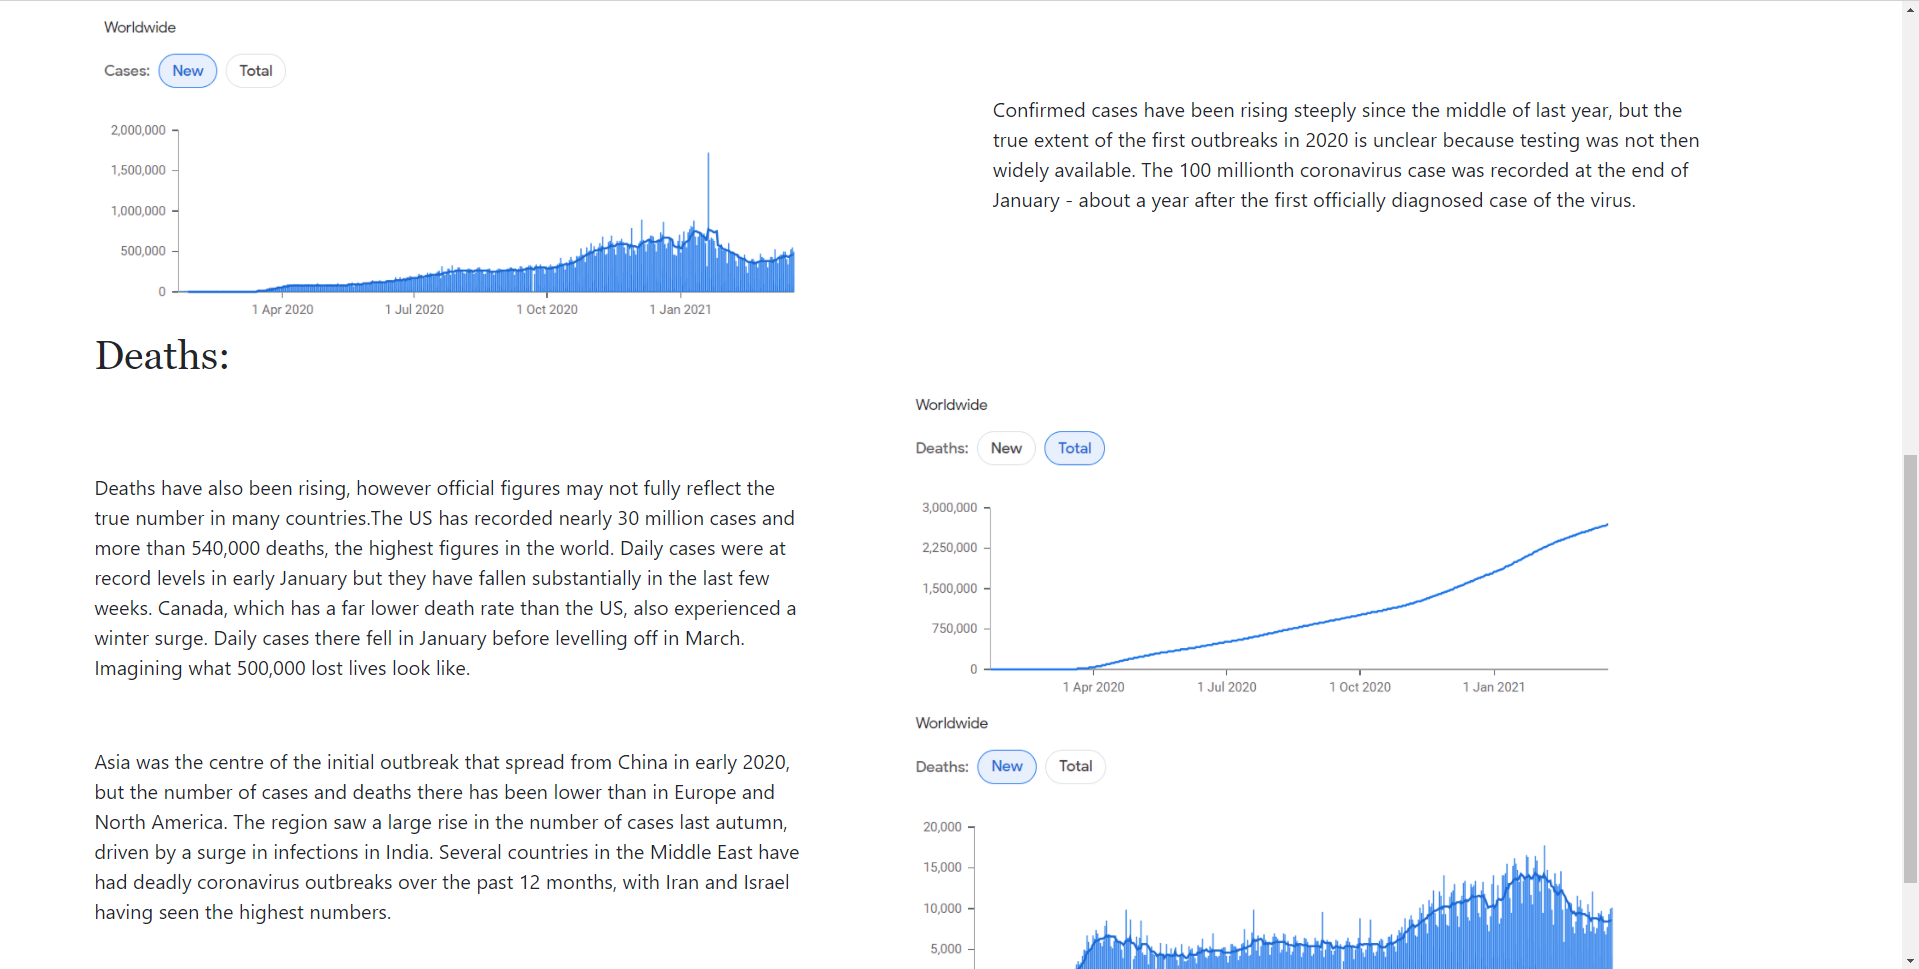 Worldwide
Cases: New Total
2,000,000
1,500,000
1,000,000
500,000
0
1 Apr 2020 1 Jul 2020 1 Oct 2020 1 Jan 2021
Confirmed cases have been rising steeply since the middle of last year, but the
true extent of the first outbreaks in 2020 is unclear because testing was not then
widely available. The 100 millionth coronavirus case was recorded at the end of
January - about a year after the first officially diagnosed case of the virus.
Deaths:
Deaths have also been rising, however official figures may not fully reflect the
true number in many countries.The US has recorded nearly 30 million cases and
more than 540,000 deaths, the highest figures in the world. Daily cases were at
record levels in early January but they have fallen substantially in the last few
weeks. Canada, which has a far lower death rate than the US, also experienced a
winter surge. Daily cases there fell in January before levelling off in March.
Imagining what 500,000 lost lives look like.
Worldwide
Deaths: New Total
3,000,000
2,250,000
1,500,000
750,000
0
1 Apr 2020 1 Jul 2020 1 Oct 2020 1 Jan 2021
Asia was the centre of the initial outbreak that spread from China in early 2020,
but the number of cases and deaths there has been lower than in Europe and
North America. The region saw a large rise in the number of cases last autumn,
driven by a surge in infections in India. Several countries in the Middle East have
had deadly coronavirus outbreaks over the past 12 months, with Iran and Israel
having seen the highest numbers.
Worldwide
Deaths: New Total
20,000
15,000
10,000
5,000